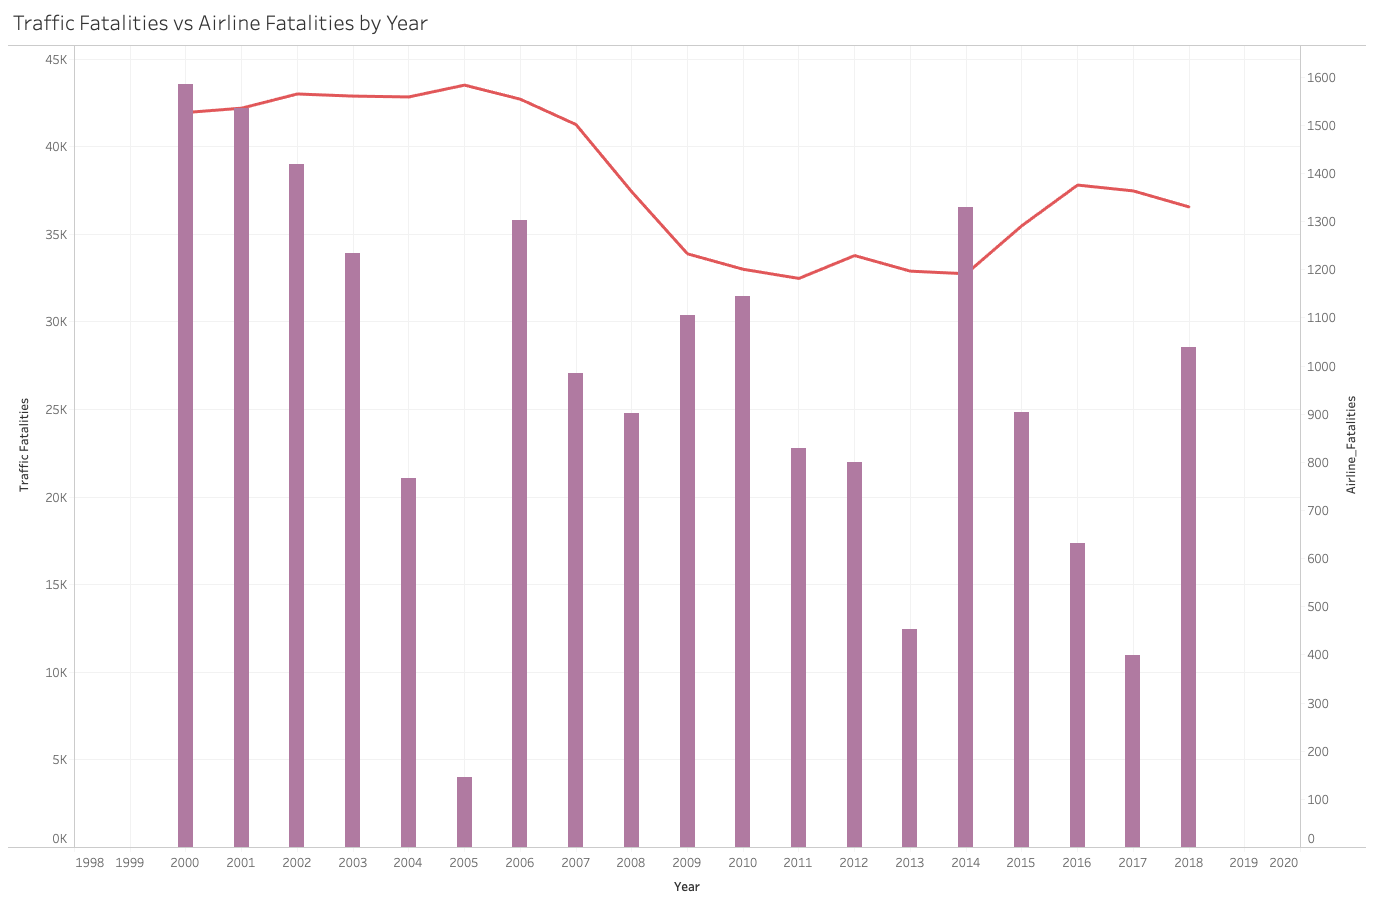 Traffic Fatalities vs Airline Fatalities by Year
45K
40K
35K
30K
25K
20K
15K
10K
5K
0K
Traffic Fatalities
1600
1500
1400
1300
1200
1100
1000
900
800
700
600
500
400
300
200
100
0
Airline_Fatalities
1998 1999 2000 2001 2002 2003 2004 2005 2006 2007 2008 2009 2010 2011 2012 2013 2014 2015 2016 2017 2018 2019 2020
Year